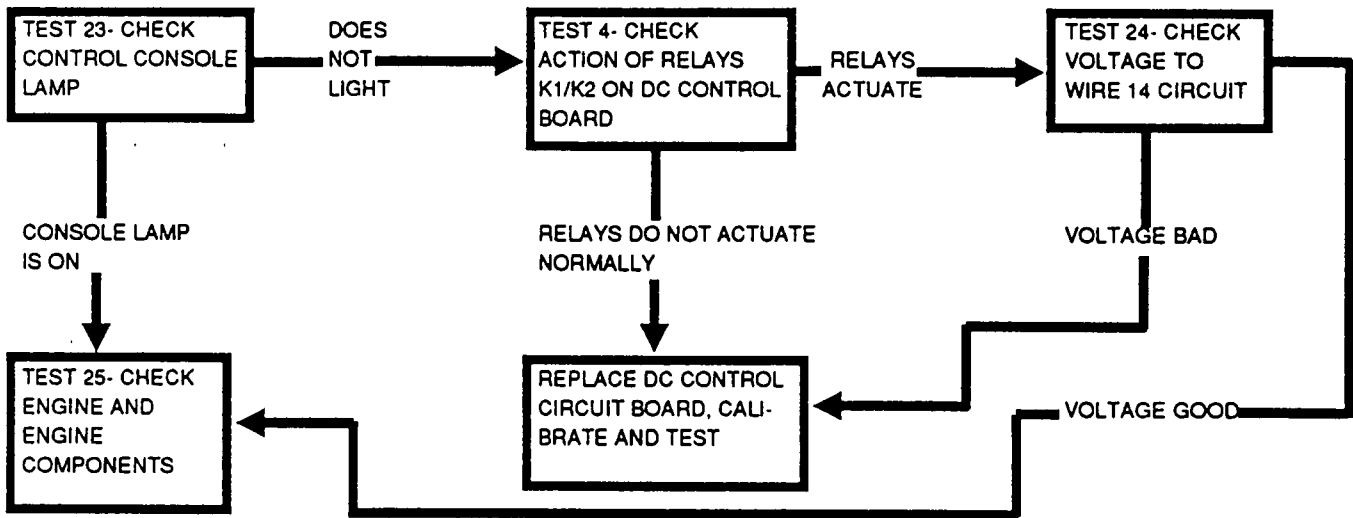 TEST 23- CHECK
CONTROL CONSOLE
LAMP
DOES
NOT
LIGHT
TEST 4- CHECK
ACTION OF RELAYS
K1/K2 ON DC CONTROL
BOARD
RELAYS
ACTUATE
TEST 24- CHECK
VOLTAGE TO
WIRE 14 CIRCUIT
CONSOLE LAMP
IS ON
RELAYS DO NOT ACTUATE
NORMALLY
VOLTAGE BAD
TEST 25- CHECK
ENGINE AND
ENGINE
COMPONENTS
REPLACE DC CONTROL
CIRCUIT BOARD, CALI-
BRATE AND TEST
VOLTAGE GOOD